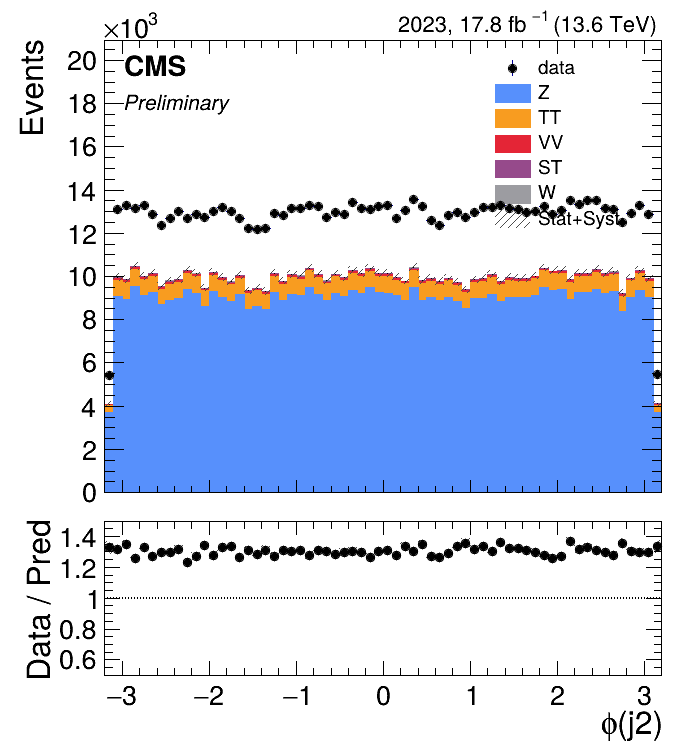 ×10³
2023, 17.8 fb⁻¹ (13.6 TeV)
Events
CMS
Preliminary
data
Z
TT
VV
ST
W
Stat+Syst
20
18
16
14
12
10
8
6
4
2
0
Data / Pred
1.4
1.2
1
0.8
0.6
−3 −2 −1 0 1 2 3
ϕ(j2)